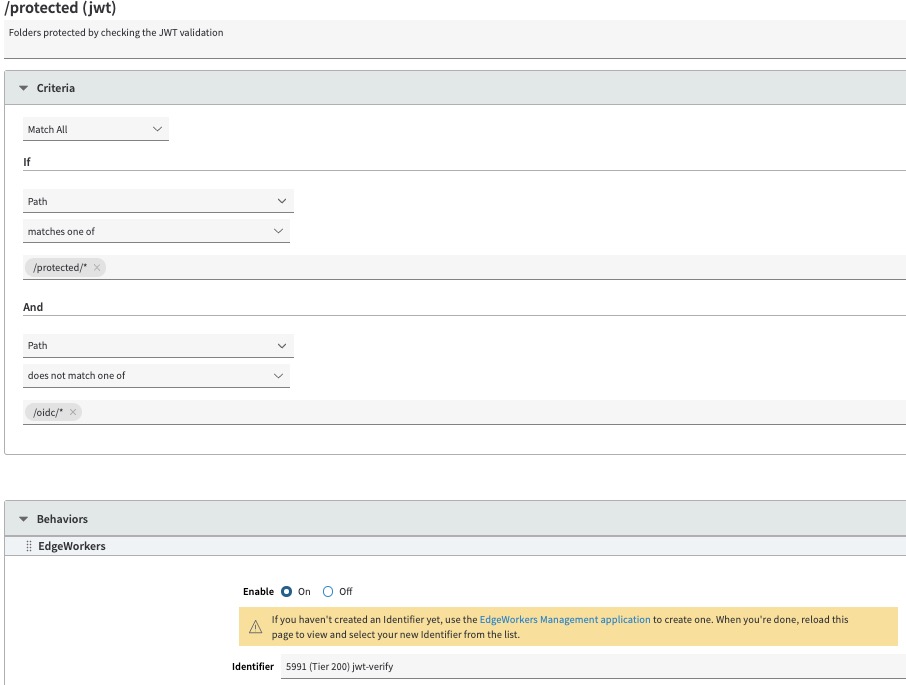 /protected (jwt)
Folders protected by checking the JWT validation
Criteria
Match All
If
Path
matches one of
/protected/* ×
And
Path
does not match one of
/oidc/* ×
Behaviors
EdgeWorkers
Enable On Off
If you haven't created an Identifier yet, use the EdgeWorkers Management application to create one. When you're done, reload this
page to view and select your new Identifier from the list.
Identifier 5991 (Tier 200) jwt-verify